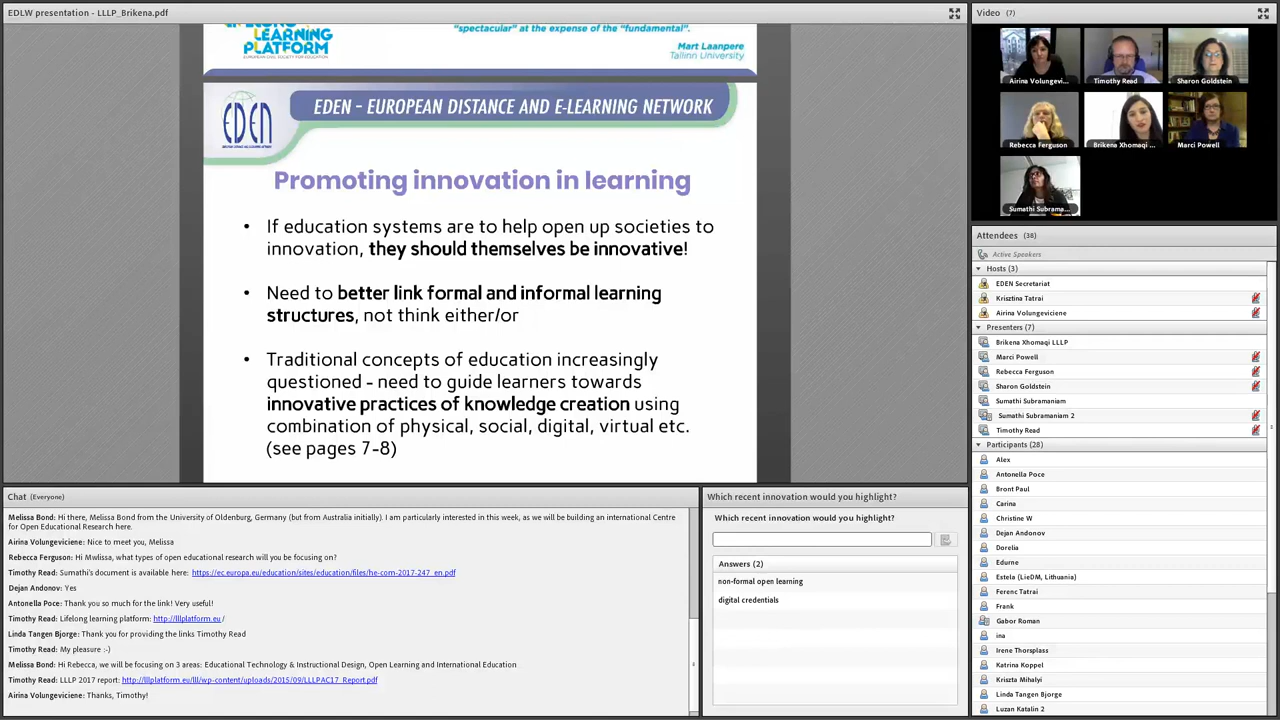 EDLW presentation - LLLP_Brikena.pdf
LEARNING
PLATFORM
EUROPEAN CIVIL SOCIETY FOR EDUCATION
"spectacular" at the expense of the "fundamental".
Mart Laanpere
Tallinn University
EDEN
EDEN - EUROPEAN DISTANCE AND E-LEARNING NETWORK
Promoting innovation in learning
• If education systems are to help open up societies to
innovation, they should themselves be innovative!
• Need to better link formal and informal learning
structures, not think either/or
• Traditional concepts of education increasingly
questioned - need to guide learners towards
innovative practices of knowledge creation using
combination of physical, social, digital, virtual etc.
(see pages 7-8)
Video (7)
Airina Volungevi...
Timothy Read
Sharon Goldstein
Rebecca Ferguson
Brikena Xhomaqi ...
Marci Powell
Sumathi Subrama...
Attendees (38)
Active Speakers
Hosts (3)
EDEN Secretariat
Krisztina Tatrai
Airina Volungeviciene
Presenters (7)
Brikena Xhomaqi LLLP
Marci Powell
Rebecca Ferguson
Sharon Goldstein
Sumathi Subramaniam
Sumathi Subramaniam 2
Timothy Read
Participants (28)
Alex
Antonella Poce
Bront Paul
Carina
Christine W
Dejan Andonov
Dorelia
Edurne
Estela (LieDM, Lithuania)
Ferenc Tatrai
Frank
Gabor Roman
ina
Irene Thorsplass
Katrina Koppel
Kriszta Mihalyi
Linda Tangen Bjorge
Luzan Katalin 2
Chat (Everyone)
Melissa Bond: Hi there, Melissa Bond from the University of Oldenburg, Germany (but from Australia initially). I am particularly interested in this week, as we will be building an international Centre
for Open Educational Research here.
Airina Volungeviciene: Nice to meet you, Melissa
Rebecca Ferguson: Hi Mwlissa, what types of open educational research will you be focusing on?
Timothy Read: Sumathi's document is available here: https://ec.europa.eu/education/sites/education/files/he-com-2017-247_en.pdf
Dejan Andonov: Yes
Antonella Poce: Thank you so much for the link! Very useful!
Timothy Read: Lifelong learning platform: http://lllplatform.eu /
Linda Tangen Bjorge: Thank you for providing the links Timothy Read
Timothy Read: My pleasure :-)
Melissa Bond: Hi Rebecca, we will be focusing on 3 areas: Educational Technology & Instructional Design, Open Learning and International Education
Timothy Read: LLLP 2017 report: http://lllplatform.eu/lll/wp-content/uploads/2015/09/LLLPAC17_Report.pdf
Airina Volungeviciene: Thanks, Timothy!
Which recent innovation would you highlight?
Which recent innovation would you highlight?
Answers (2)
non-formal open learning
digital credentials